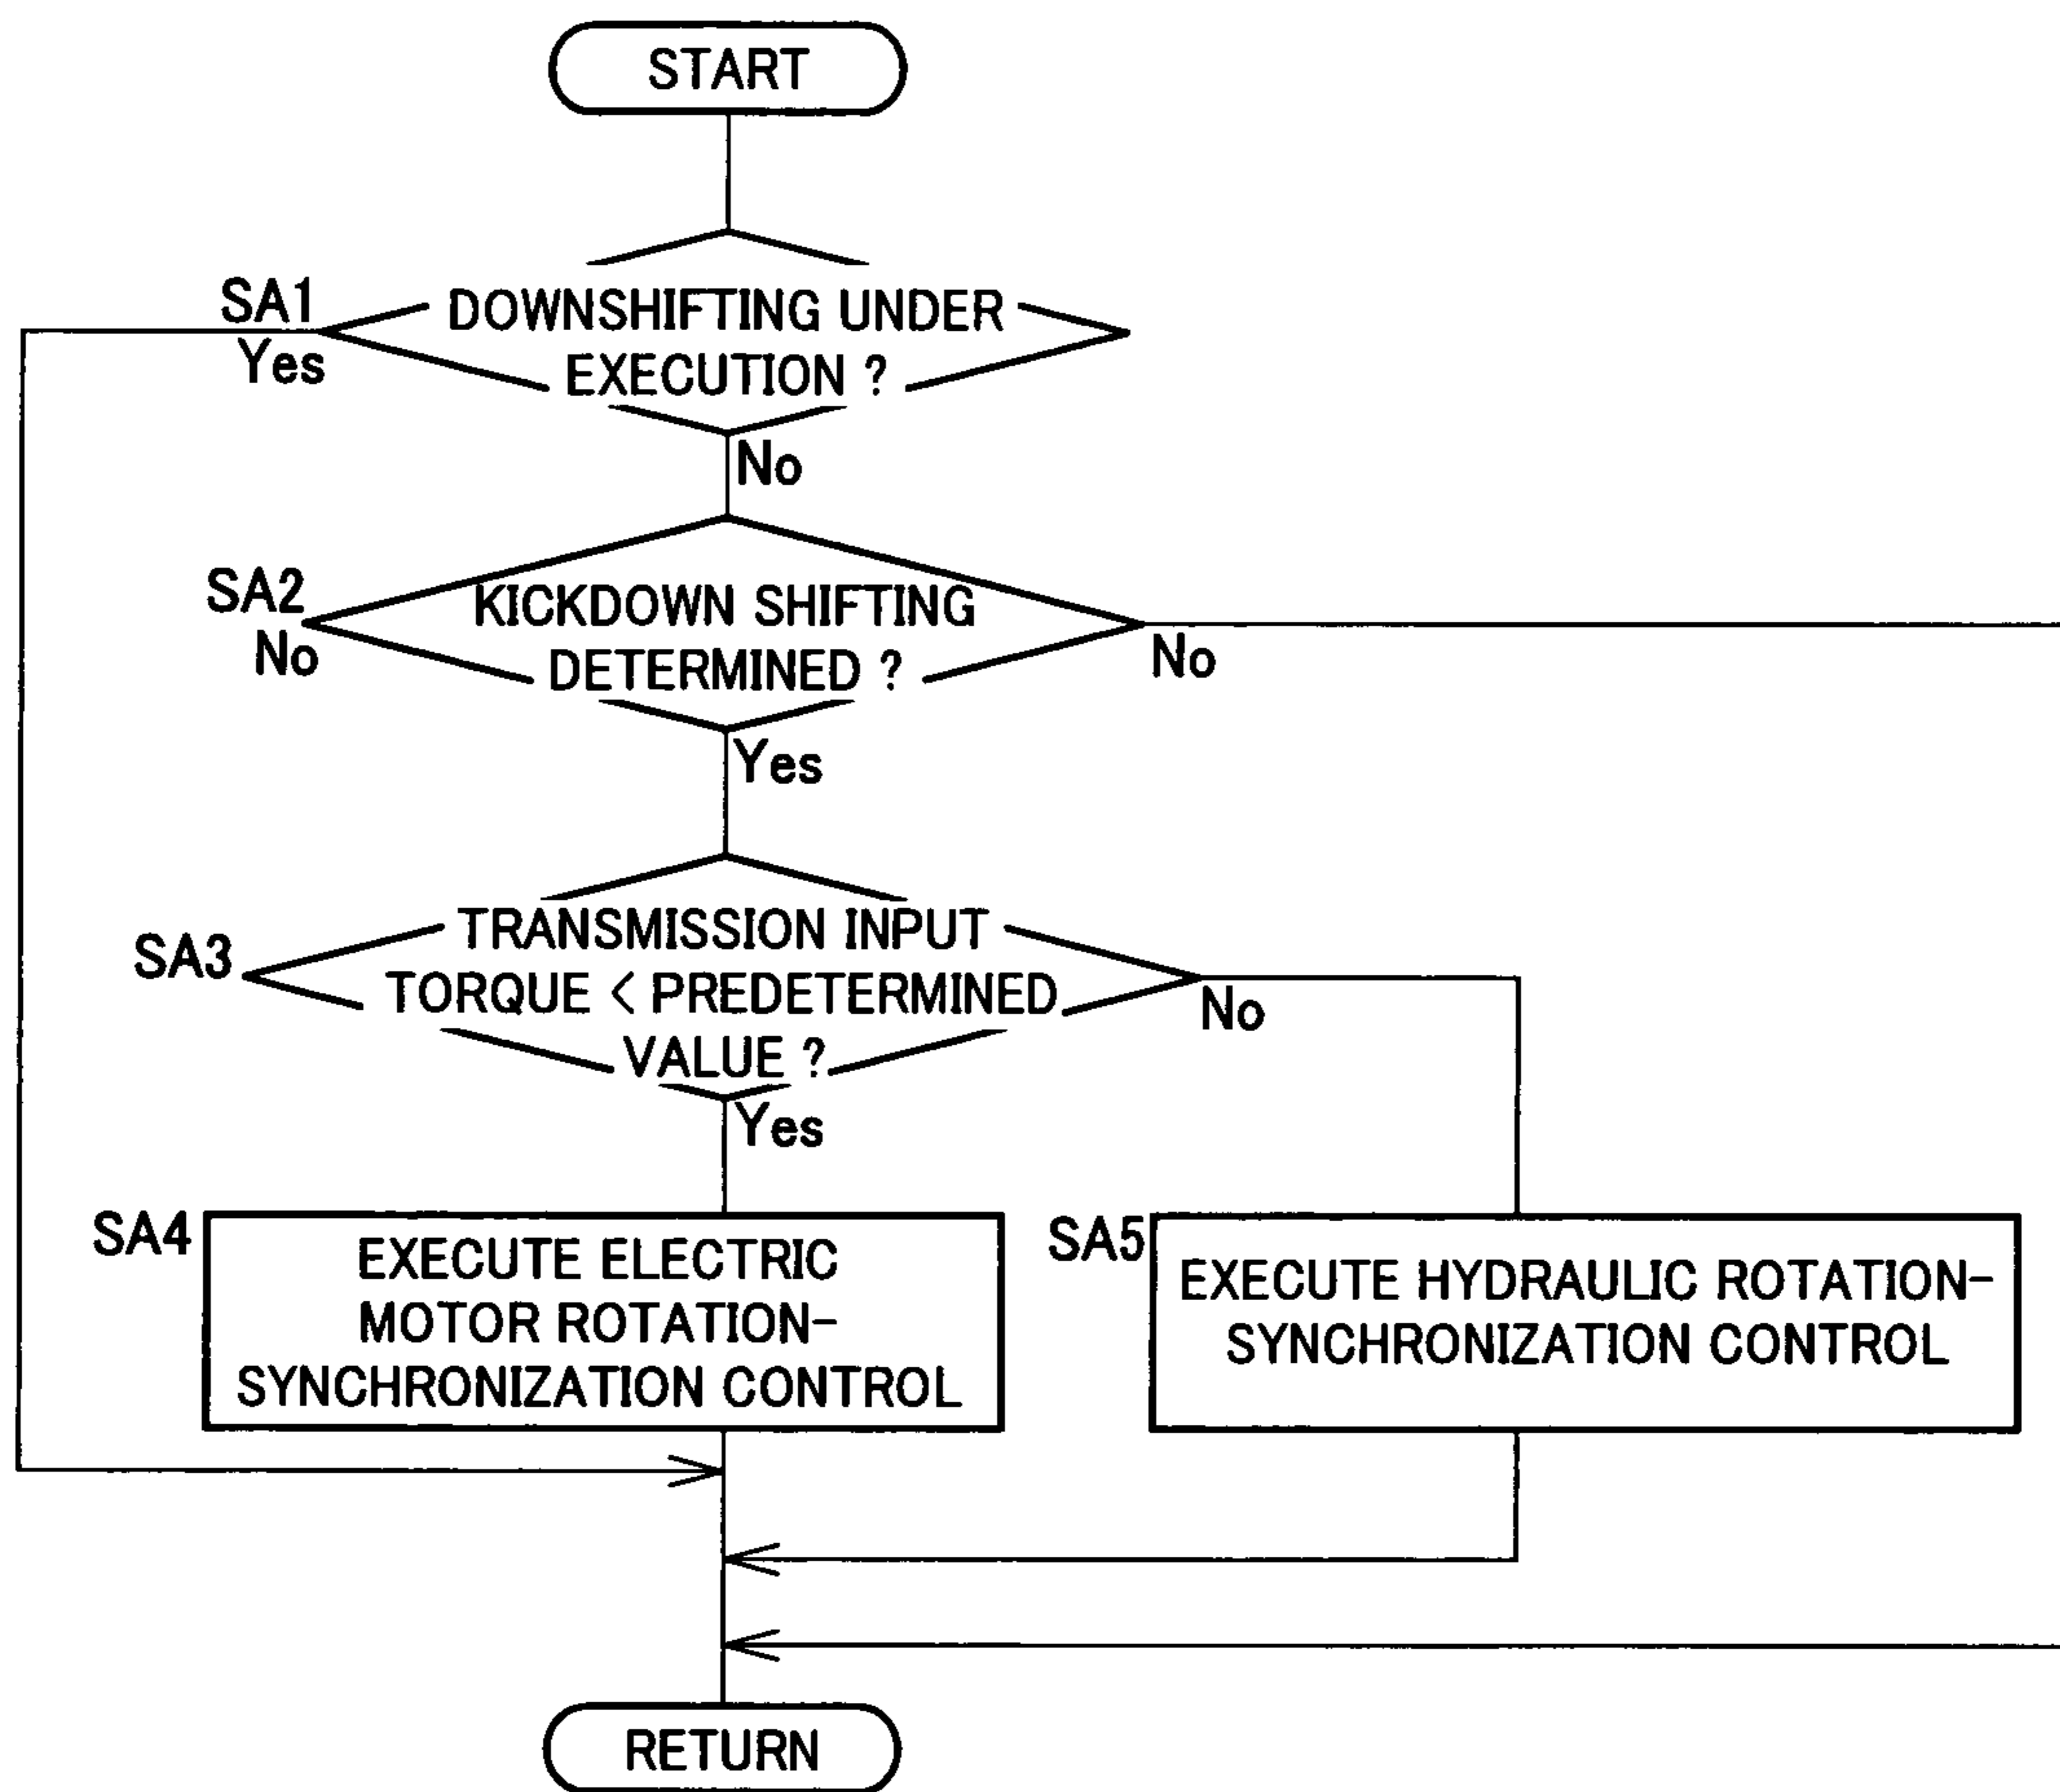 START
SA1
Yes
DOWNSHIFTING UNDER
EXECUTION ?
No
SA2
No
KICKDOWN SHIFTING
DETERMINED ?
No
Yes
SA3
TRANSMISSION INPUT
TORQUE < PREDETERMINED
VALUE ?
No
Yes
SA4
EXECUTE ELECTRIC
MOTOR ROTATION-
SYNCHRONIZATION CONTROL
SA5
EXECUTE HYDRAULIC ROTATION-
SYNCHRONIZATION CONTROL
RETURN